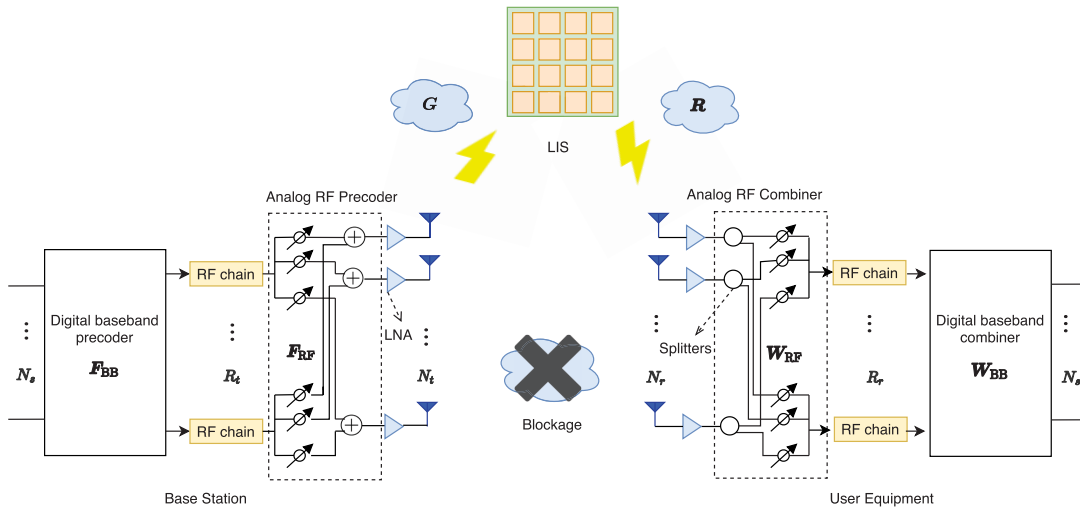 G
R
LIS
Analog RF Precoder
Analog RF Combiner
RF chain
RF chain
Digital baseband
precoder
F_BB
N_s
⋮
⋮
R_t
F_RF
LNA
⋮
N_t
RF chain
Blockage
⋮
N_r
Splitters
W_RF
⋮
R_r
RF chain
Digital baseband
combiner
W_BB
⋮
N_s
Base Station
User Equipment